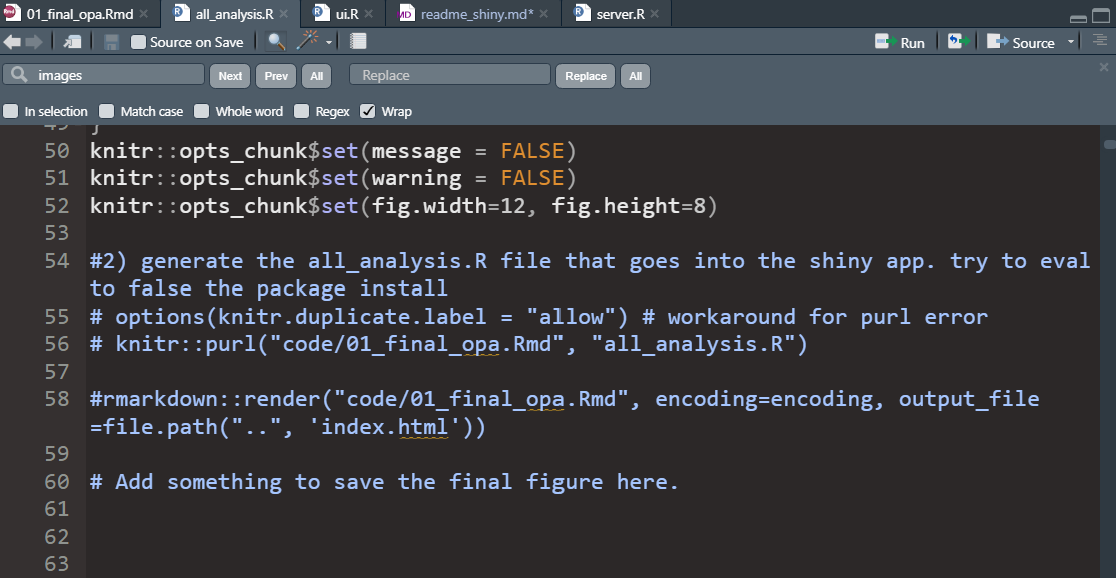 01_final_opa.Rmd
all_analysis.R
ui.R
readme_shiny.md*
server.R
Source on Save
Run
Source
images
Next
Prev
All
Replace
Replace
All
In selection
Match case
Whole word
Regex
Wrap
49 }
50 knitr::opts_chunk$set(message = FALSE)
51 knitr::opts_chunk$set(warning = FALSE)
52 knitr::opts_chunk$set(fig.width=12, fig.height=8)
53
54 #2) generate the all_analysis.R file that goes into the shiny app. try to eval
to false the package install
55 # options(knitr.duplicate.label = "allow") # workaround for purl error
56 # knitr::purl("code/01_final_opa.Rmd", "all_analysis.R")
57
58 #rmarkdown::render("code/01_final_opa.Rmd", encoding=encoding, output_file
=file.path("..", 'index.html'))
59
60 # Add something to save the final figure here.
61
62
63